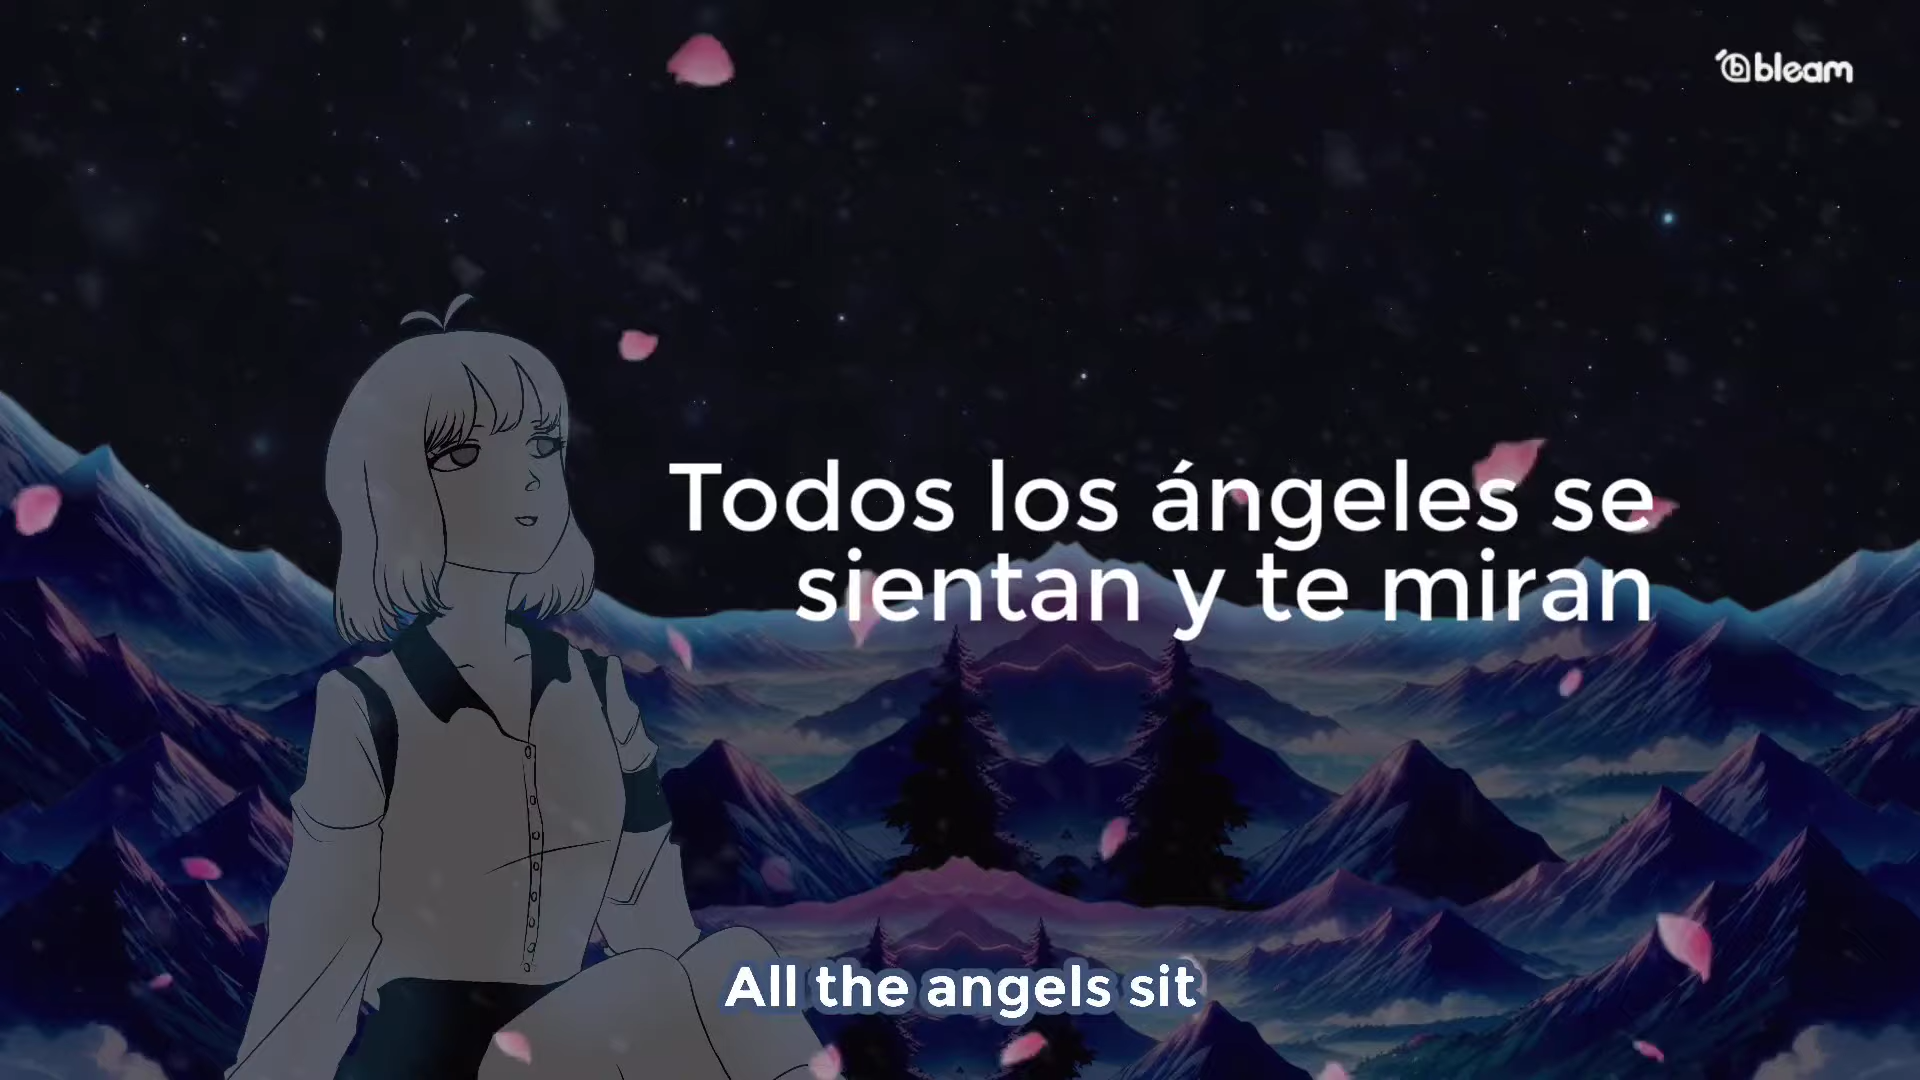 bleam
Todos los ángeles se
sientan y te miran
All the angels sit